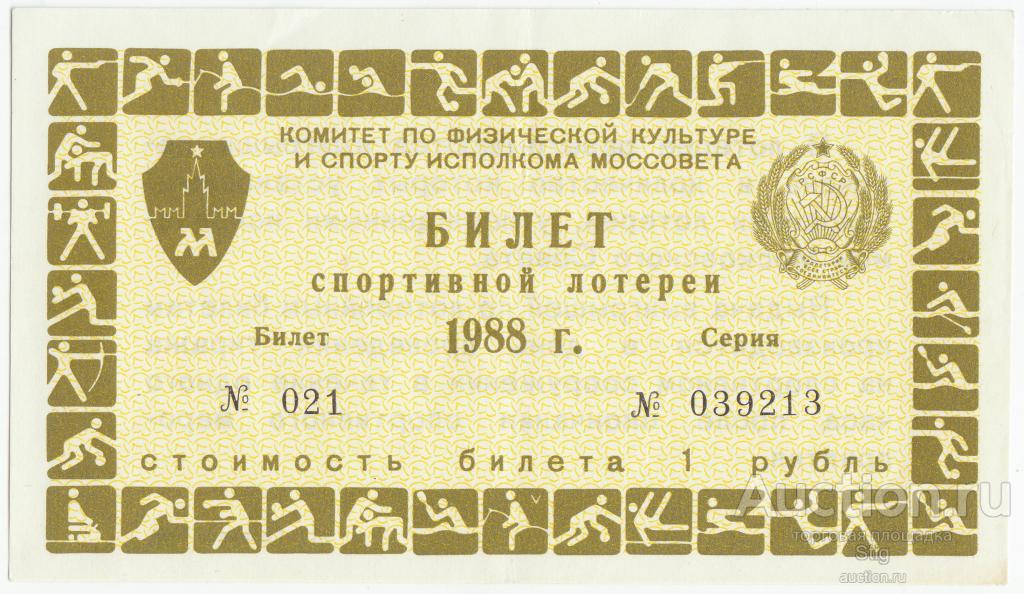 КОМИТЕТ ПО ФИЗИЧЕСКОЙ КУЛЬТУРЕ
И СПОРТУ ИСПОЛКОМА МОССОВЕТА
РСФСР
М
БИЛЕТ
спортивной лотереи
Билет 1988 г. Серия
№ 021 № 039213
стоимость билета 1 рубль
Auction.ru
торговая площадка
Stig
auction.ru